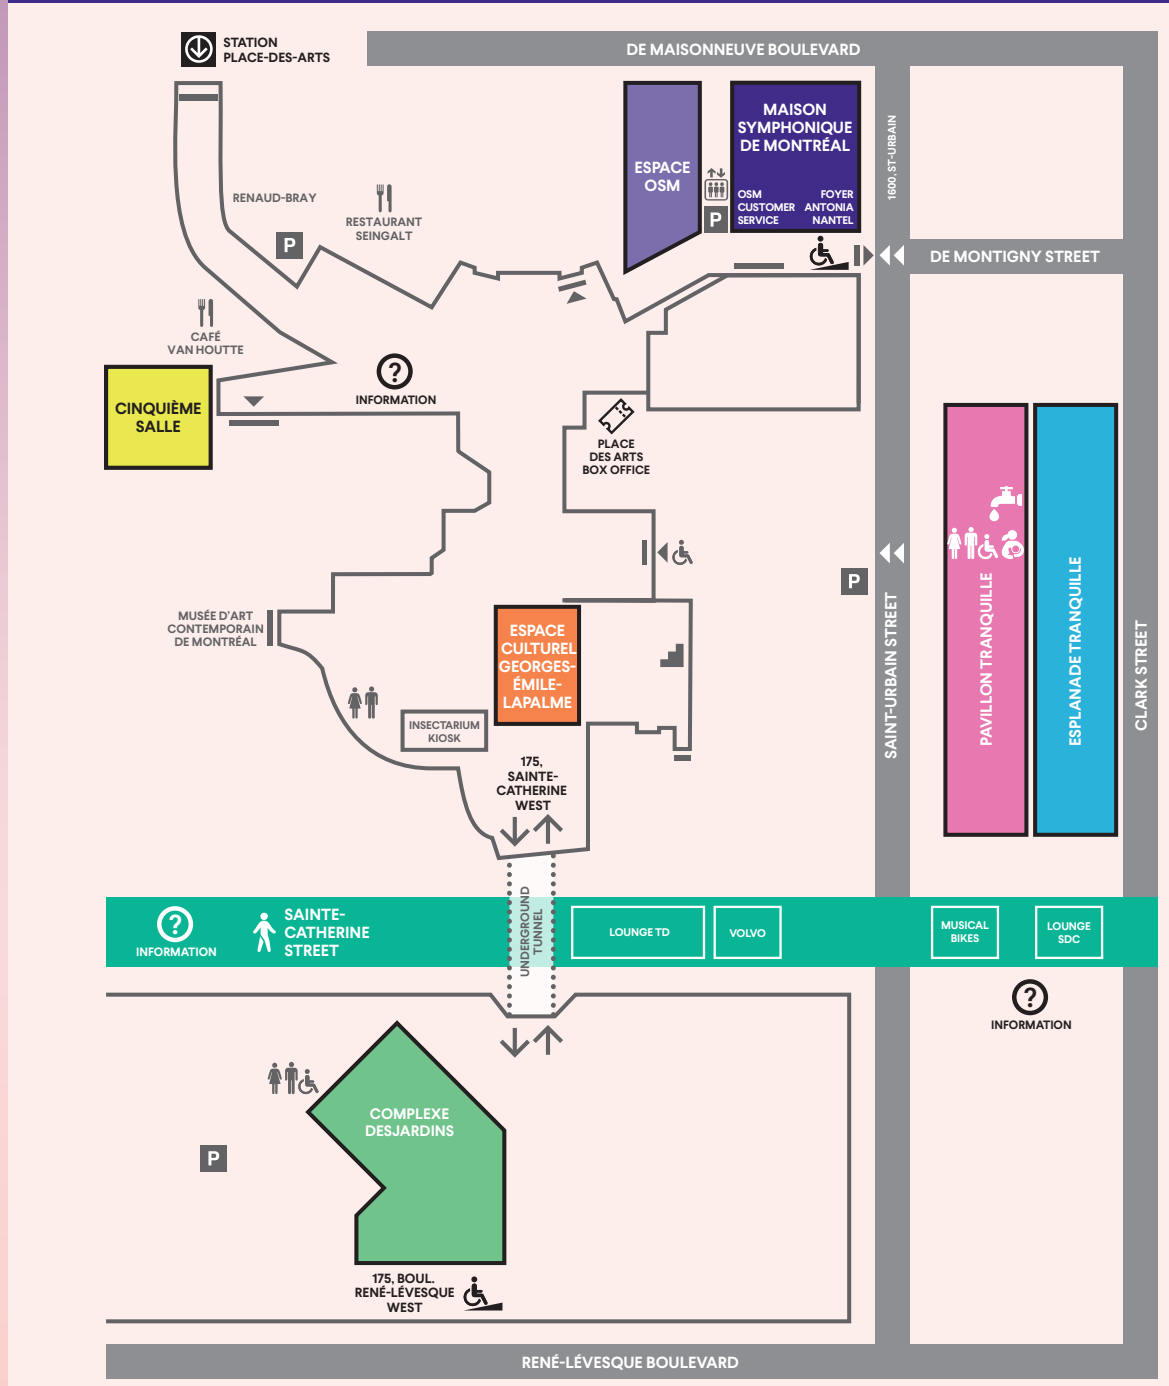 STATION
PLACE-DES-ARTS
DE MAISONNEUVE BOULEVARD
MAISON
SYMPHONIQUE
DE MONTRÉAL
ESPACE
OSM
OSM
CUSTOMER
SERVICE
FOYER
ANTONIA
NANTEL
P
1600, ST-URBAIN
RENAUD-BRAY
RESTAURANT
SEINGALT
P
DE MONTIGNY STREET
CAFÉ
VAN HOUTTE
CINQUIÈME
SALLE
?
INFORMATION
PLACE
DES ARTS
BOX OFFICE
P
SAINT-URBAIN STREET
PAVILLON TRANQUILLE
ESPLANADE TRANQUILLE
CLARK STREET
MUSÉE D'ART
CONTEMPORAIN
DE MONTRÉAL
ESPACE
CULTUREL
GEORGES-
ÉMILE-
LAPALME
INSECTARIUM
KIOSK
175,
SAINTE-
CATHERINE
WEST
?
INFORMATION
SAINTE-
CATHERINE
STREET
UNDERGROUND
TUNNEL
LOUNGE TD
VOLVO
MUSICAL
BIKES
LOUNGE
SDC
?
INFORMATION
COMPLEXE
DESJARDINS
P
175, BOUL.
RENÉ-LÉVESQUE
WEST
RENÉ-LÉVESQUE BOULEVARD